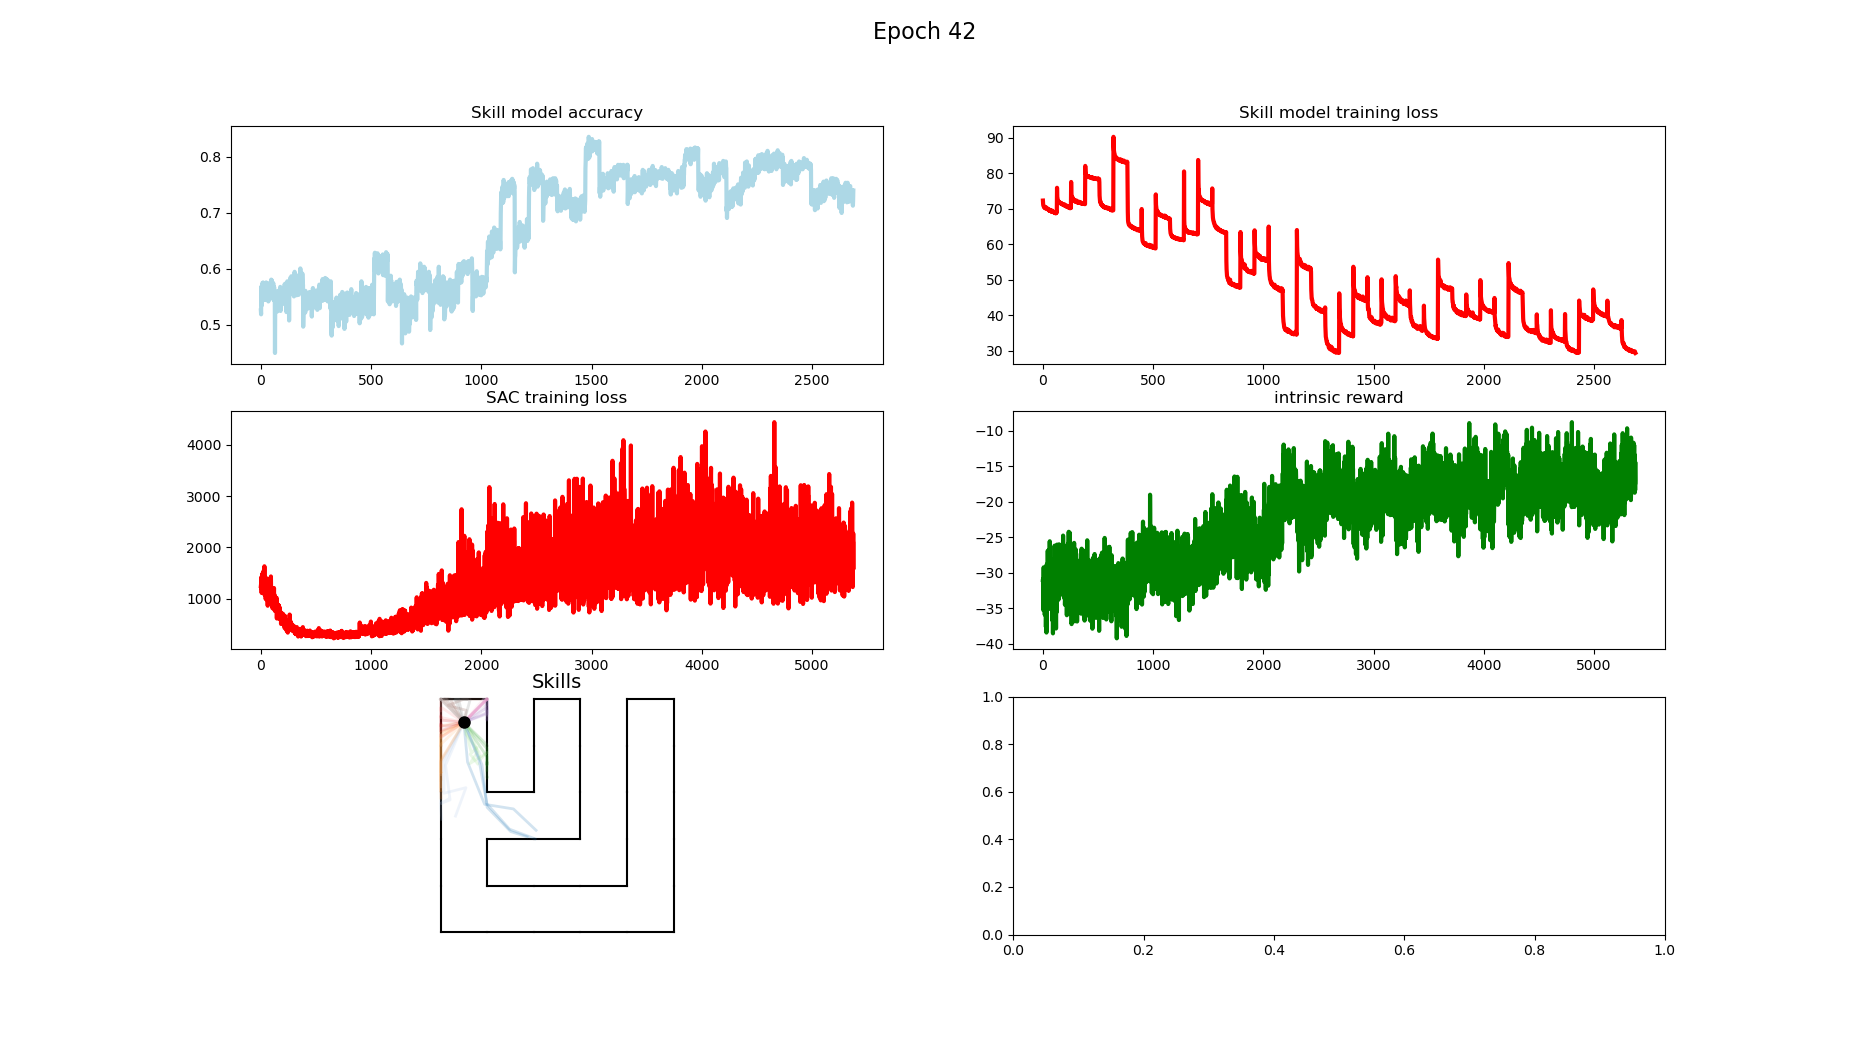 Epoch 42
Skill model accuracy
0.8
0.7
0.6
0.5
0 500 1000 1500 2000 2500
Skill model training loss
90
80
70
60
50
40
30
0 500 1000 1500 2000 2500
SAC training loss
4000
3000
2000
1000
0 1000 2000 3000 4000 5000
intrinsic reward
−10
−15
−20
−25
−30
−35
−40
0 1000 2000 3000 4000 5000
Skills
1.0
0.8
0.6
0.4
0.2
0.0
0.0 0.2 0.4 0.6 0.8 1.0